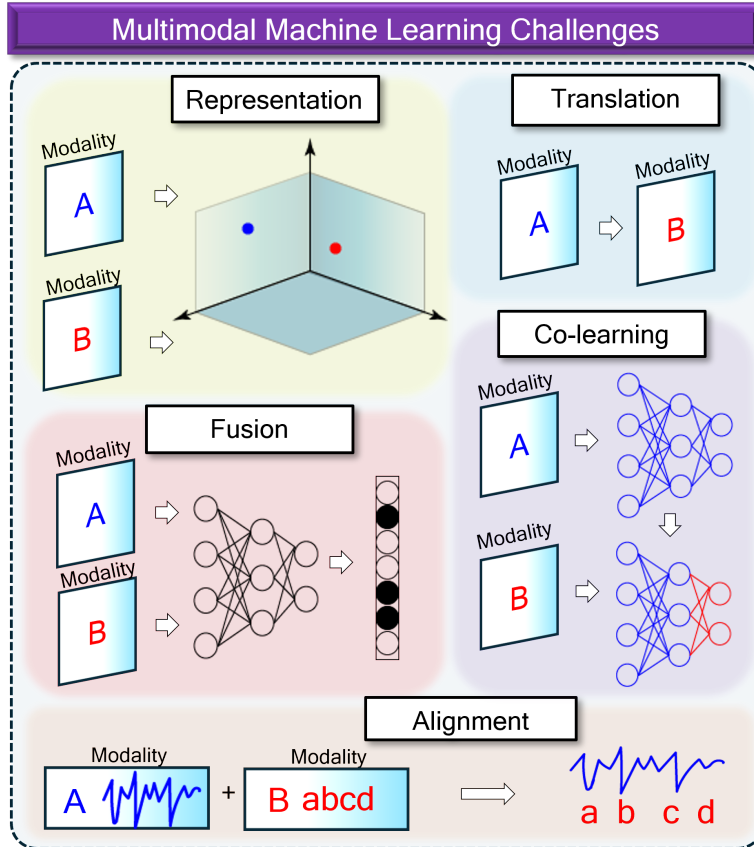 Multimodal Machine Learning Challenges
Representation
Modality
A
Modality
B
Translation
Modality
A
Modality
B
Co-learning
Modality
A
Modality
B
Fusion
Modality
A
Modality
B
Alignment
Modality
A
+
Modality
B abcd
a b c d